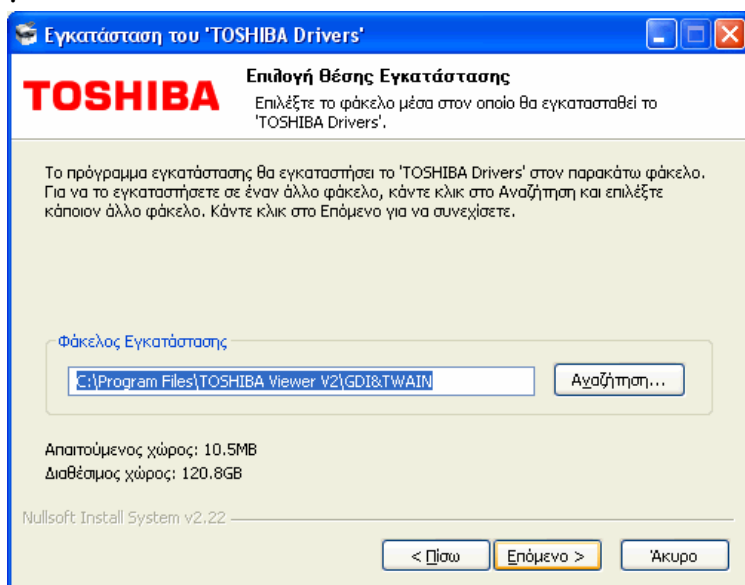 Εγκατάσταση του 'TOSHIBA Drivers'
TOSHIBA
Επιλογή Θέσης Εγκατάστασης
Επιλέξτε το φάκελο μέσα στον οποίο θα εγκατασταθεί το
'TOSHIBA Drivers'.
Το πρόγραμμα εγκατάστασης θα εγκαταστήσει το 'TOSHIBA Drivers' στον παρακάτω φάκελο.
Για να το εγκαταστήσετε σε έναν άλλο φάκελο, κάντε κλικ στο Αναζήτηση και επιλέξτε
κάποιον άλλο φάκελο. Κάντε κλικ στο Επόμενο για να συνεχίσετε.
Φάκελος Εγκατάστασης
C:\Program Files\TOSHIBA Viewer V2\GDI&TWAIN
Αναζήτηση...
Απαιτούμενος χώρος: 10.5MB
Διαθέσιμος χώρος: 120.8GB
Nullsoft Install System v2.22
< Πίσω
Επόμενο >
Άκυρο